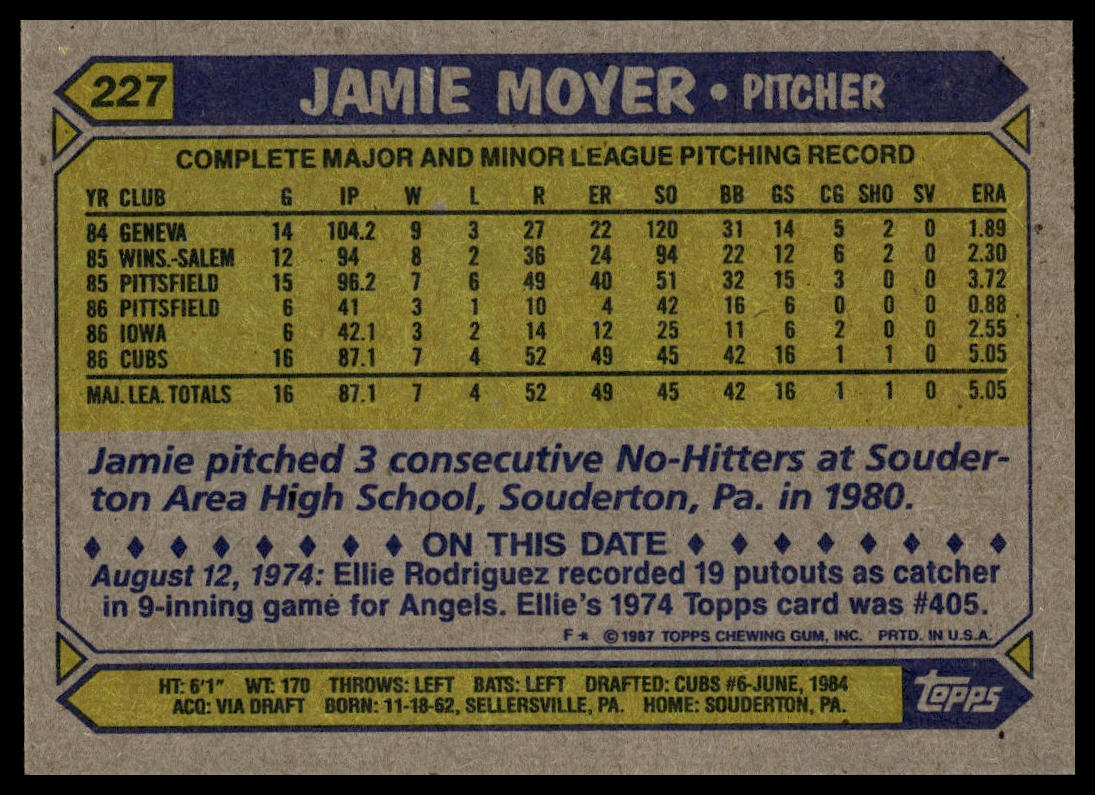 227 JAMIE MOYER • PITCHER
COMPLETE MAJOR AND MINOR LEAGUE PITCHING RECORD
YR CLUB G IP W L R ER SO BB GS CG SHO SV ERA
84 GENEVA 14 104.2 9 3 27 22 120 31 14 5 2 0 1.89
85 WINS.-SALEM 12 94 8 2 36 24 94 22 12 6 2 0 2.30
85 PITTSFIELD 15 96.2 7 6 49 40 51 32 15 3 0 0 3.72
86 PITTSFIELD 6 41 3 1 10 4 42 16 6 0 0 0 0.88
86 IOWA 6 42.1 3 2 14 12 25 11 6 2 0 0 2.55
86 CUBS 16 87.1 7 4 52 49 45 42 16 1 1 0 5.05
MAJ. LEA. TOTALS 16 87.1 7 4 52 49 45 42 16 1 1 0 5.05
Jamie pitched 3 consecutive No-Hitters at Souder-
ton Area High School, Souderton, Pa. in 1980.
ON THIS DATE
August 12, 1974: Ellie Rodriguez recorded 19 putouts as catcher
in 9-inning game for Angels. Ellie's 1974 Topps card was #405.
F* ©1987 TOPPS CHEWING GUM, INC. PRTD. IN U.S.A.
HT: 6'1" WT: 170 THROWS: LEFT BATS: LEFT DRAFTED: CUBS #6-JUNE, 1984
ACQ: VIA DRAFT BORN: 11-18-62, SELLERSVILLE, PA. HOME: SOUDERTON, PA.
topps